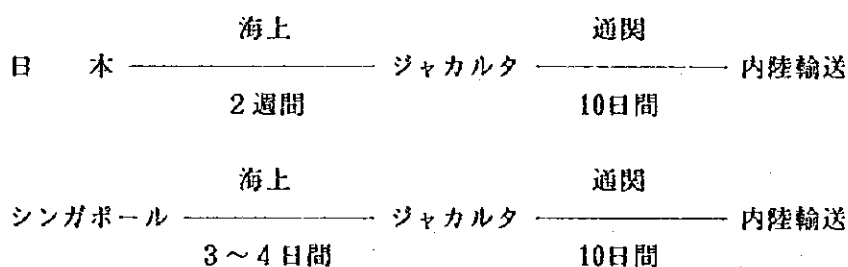 海上 通関
日 本 ――――― ジャカルタ ――――― 内陸輸送
2週間 10日間
海上 通関
シンガポール ――――― ジャカルタ ――――― 内陸輸送
3～4日間 10日間